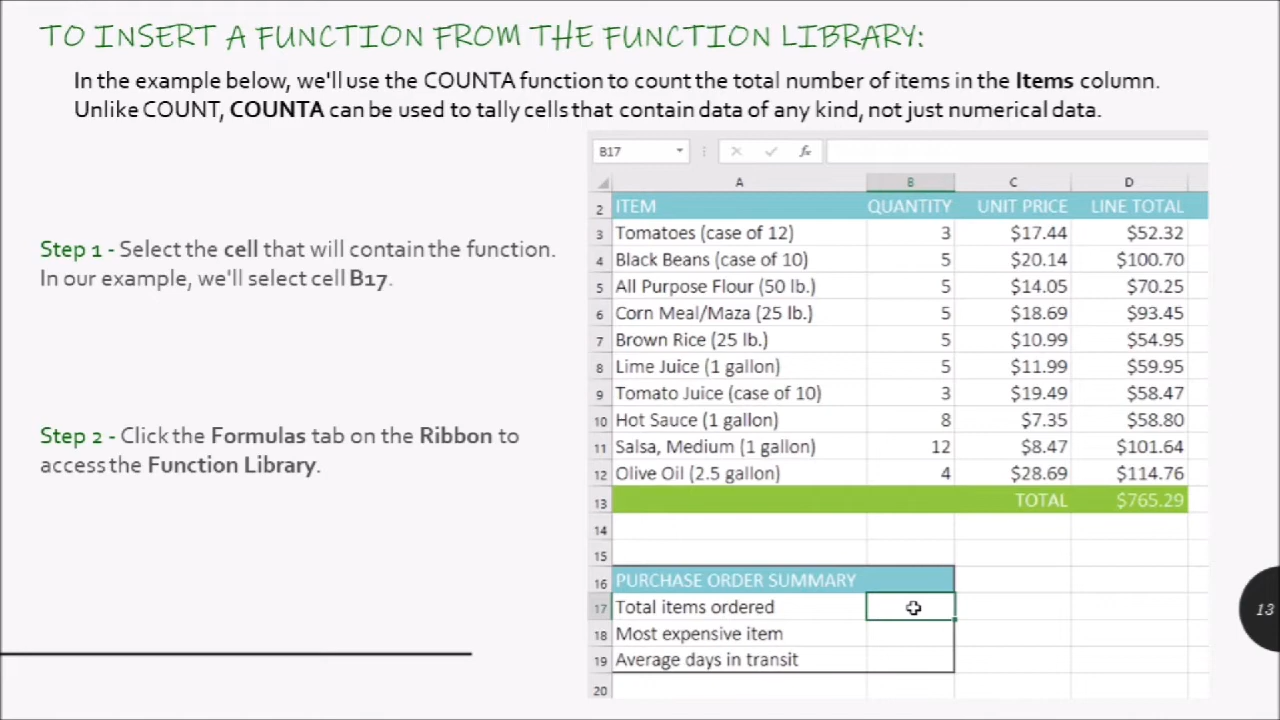 TO INSERT A FUNCTION FROM THE FUNCTION LIBRARY:
In the example below, we'll use the COUNTA function to count the total number of items in the Items column.
Unlike COUNT, COUNTA can be used to tally cells that contain data of any kind, not just numerical data.
Step 1 - Select the cell that will contain the function.
In our example, we'll select cell B17.
Step 2 - Click the Formulas tab on the Ribbon to
access the Function Library.
B17 fx
A B C D
2 ITEM QUANTITY UNIT PRICE LINE TOTAL
3 Tomatoes (case of 12) 3 $17.44 $52.32
4 Black Beans (case of 10) 5 $20.14 $100.70
5 All Purpose Flour (50 lb.) 5 $14.05 $70.25
6 Corn Meal/Maza (25 lb.) 5 $18.69 $93.45
7 Brown Rice (25 lb.) 5 $10.99 $54.95
8 Lime Juice (1 gallon) 5 $11.99 $59.95
9 Tomato Juice (case of 10) 3 $19.49 $58.47
10 Hot Sauce (1 gallon) 8 $7.35 $58.80
11 Salsa, Medium (1 gallon) 12 $8.47 $101.64
12 Olive Oil (2.5 gallon) 4 $28.69 $114.76
13 TOTAL $765.29
14
15
16 PURCHASE ORDER SUMMARY
17 Total items ordered
18 Most expensive item
19 Average days in transit
20
13